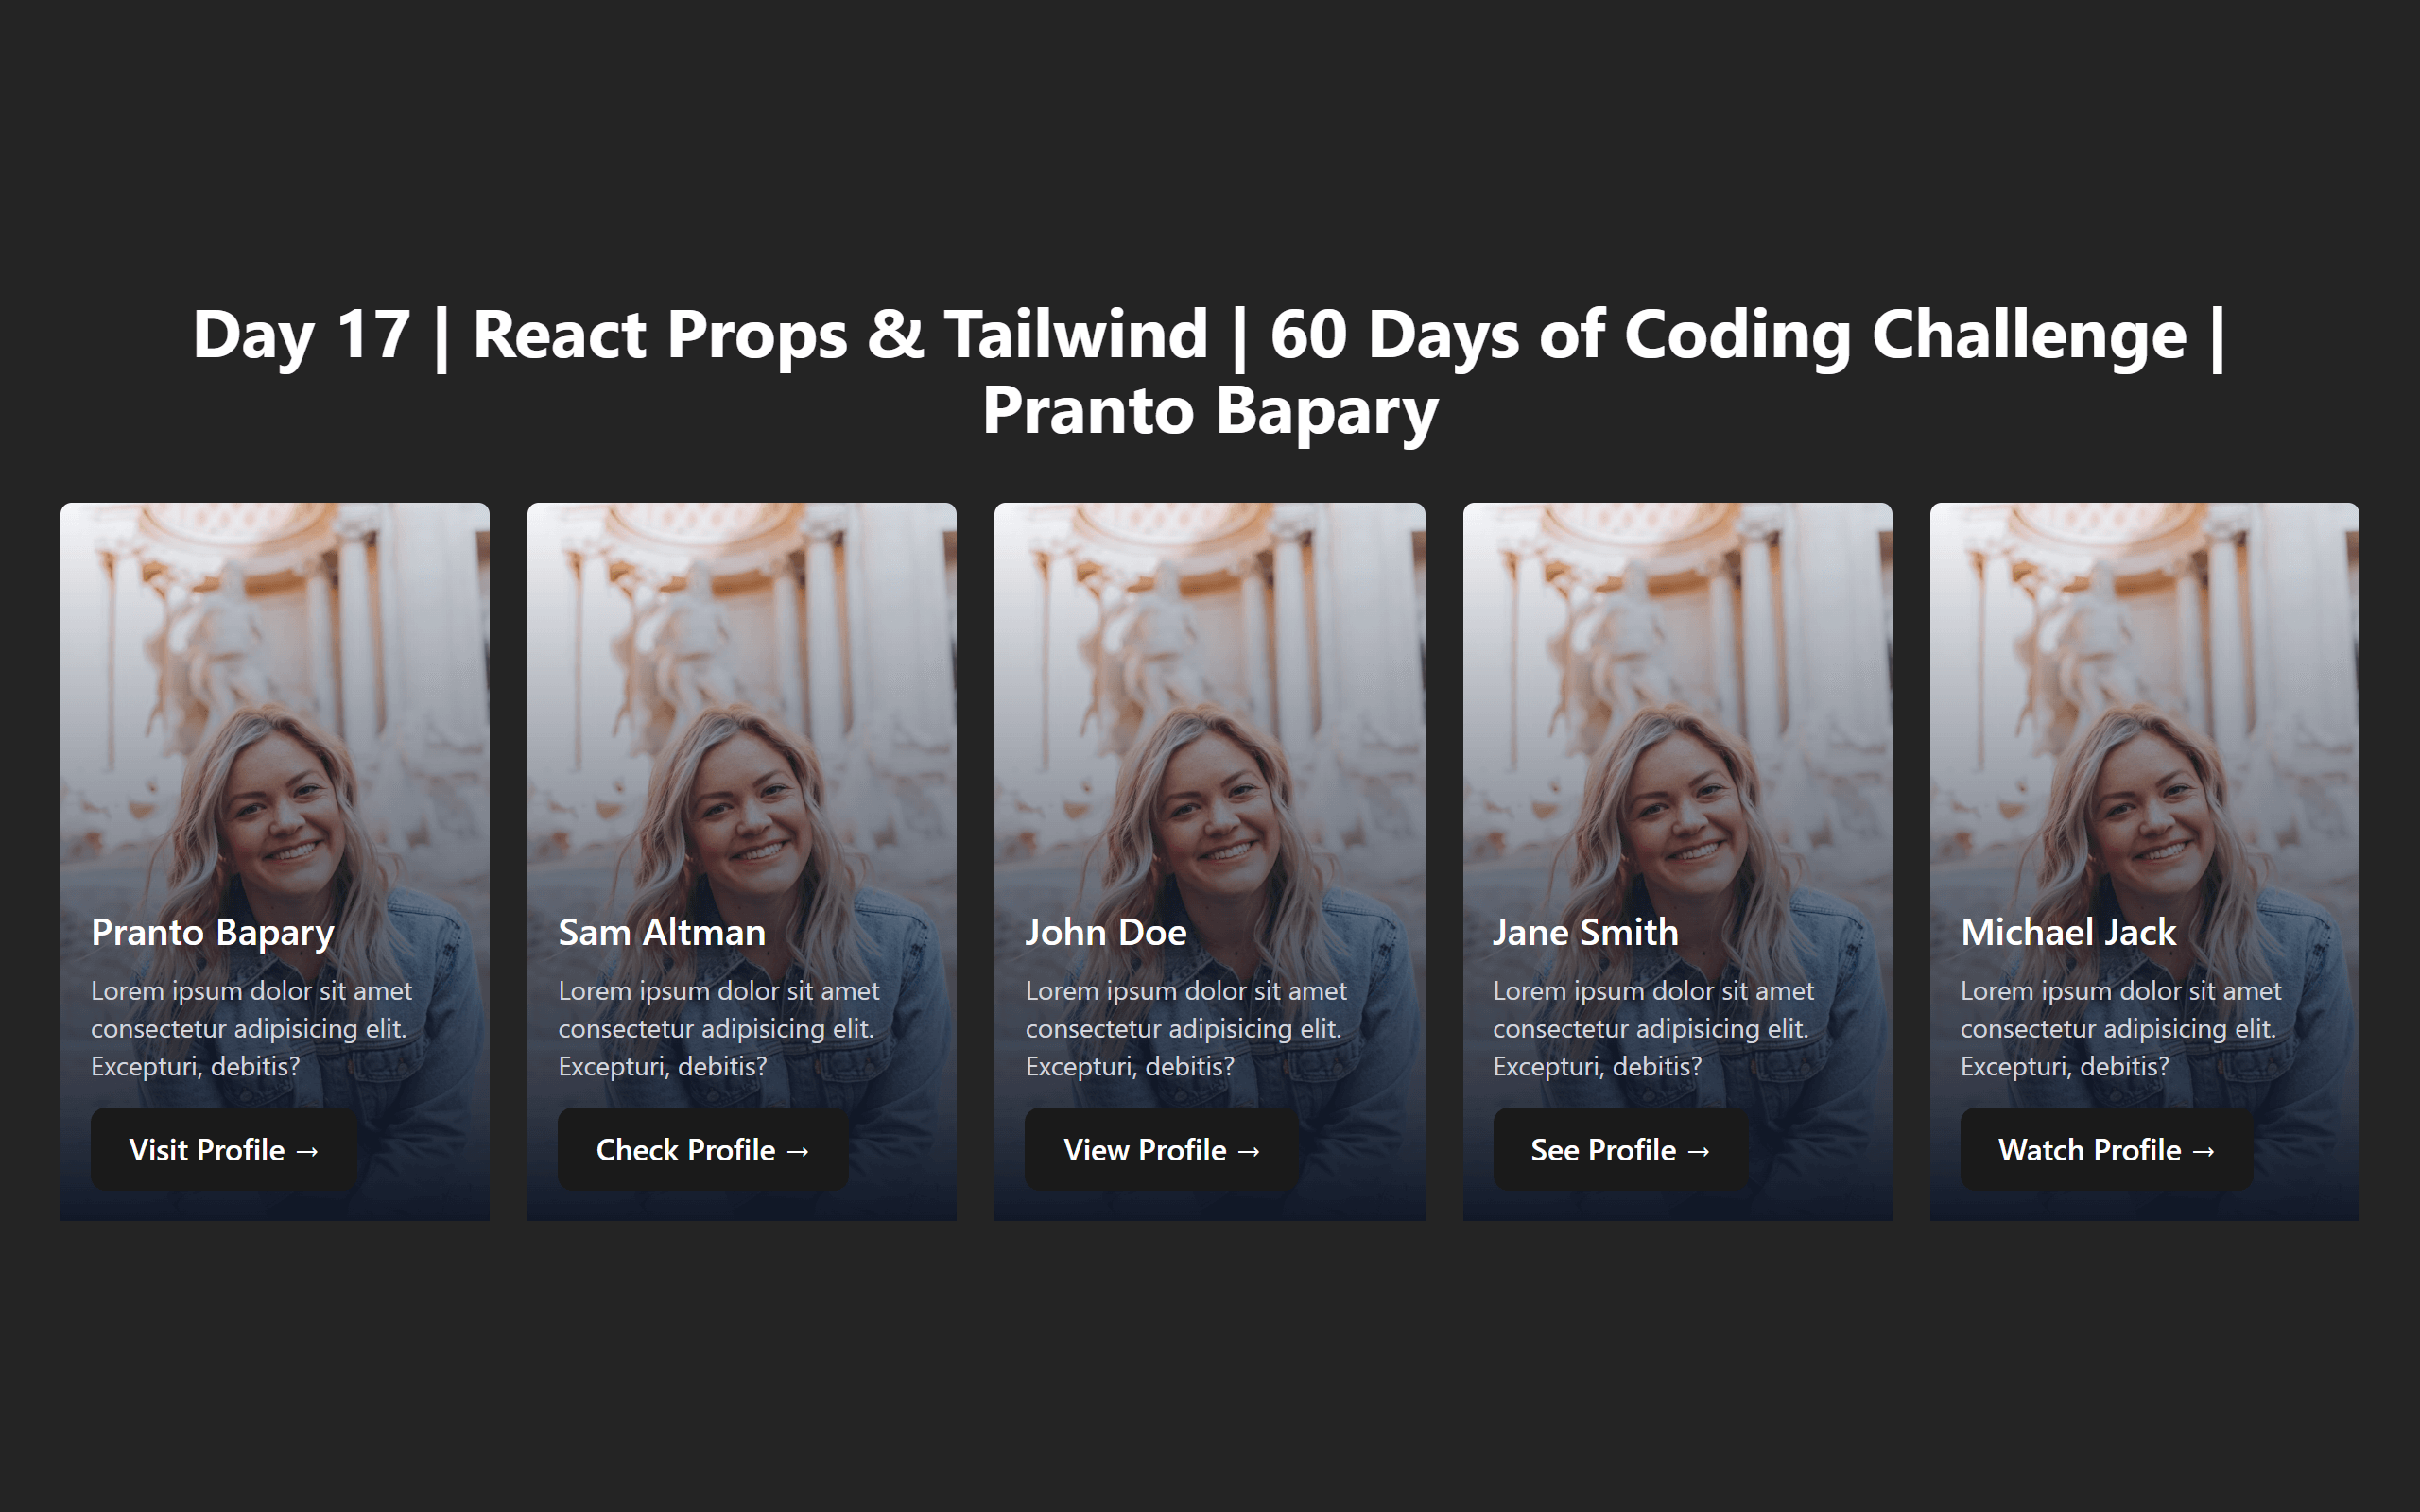 Day 17 | React Props & Tailwind | 60 Days of Coding Challenge |
Pranto Bapary
Pranto Bapary
Lorem ipsum dolor sit amet
consectetur adipisicing elit.
Excepturi, debitis?
Visit Profile →
Sam Altman
Lorem ipsum dolor sit amet
consectetur adipisicing elit.
Excepturi, debitis?
Check Profile →
John Doe
Lorem ipsum dolor sit amet
consectetur adipisicing elit.
Excepturi, debitis?
View Profile →
Jane Smith
Lorem ipsum dolor sit amet
consectetur adipisicing elit.
Excepturi, debitis?
See Profile →
Michael Jack
Lorem ipsum dolor sit amet
consectetur adipisicing elit.
Excepturi, debitis?
Watch Profile →